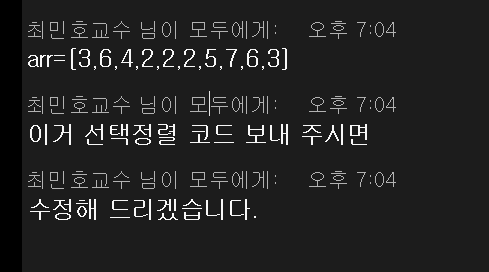 최민호교수 님이 모두에게: 오후 7:04
arr=[3,6,4,2,2,2,5,7,6,3]
최민호교수 님이 모두에게: 오후 7:04
이거 선택정렬 코드 보내 주시면
최민호교수 님이 모두에게: 오후 7:04
수정해 드리겠습니다.